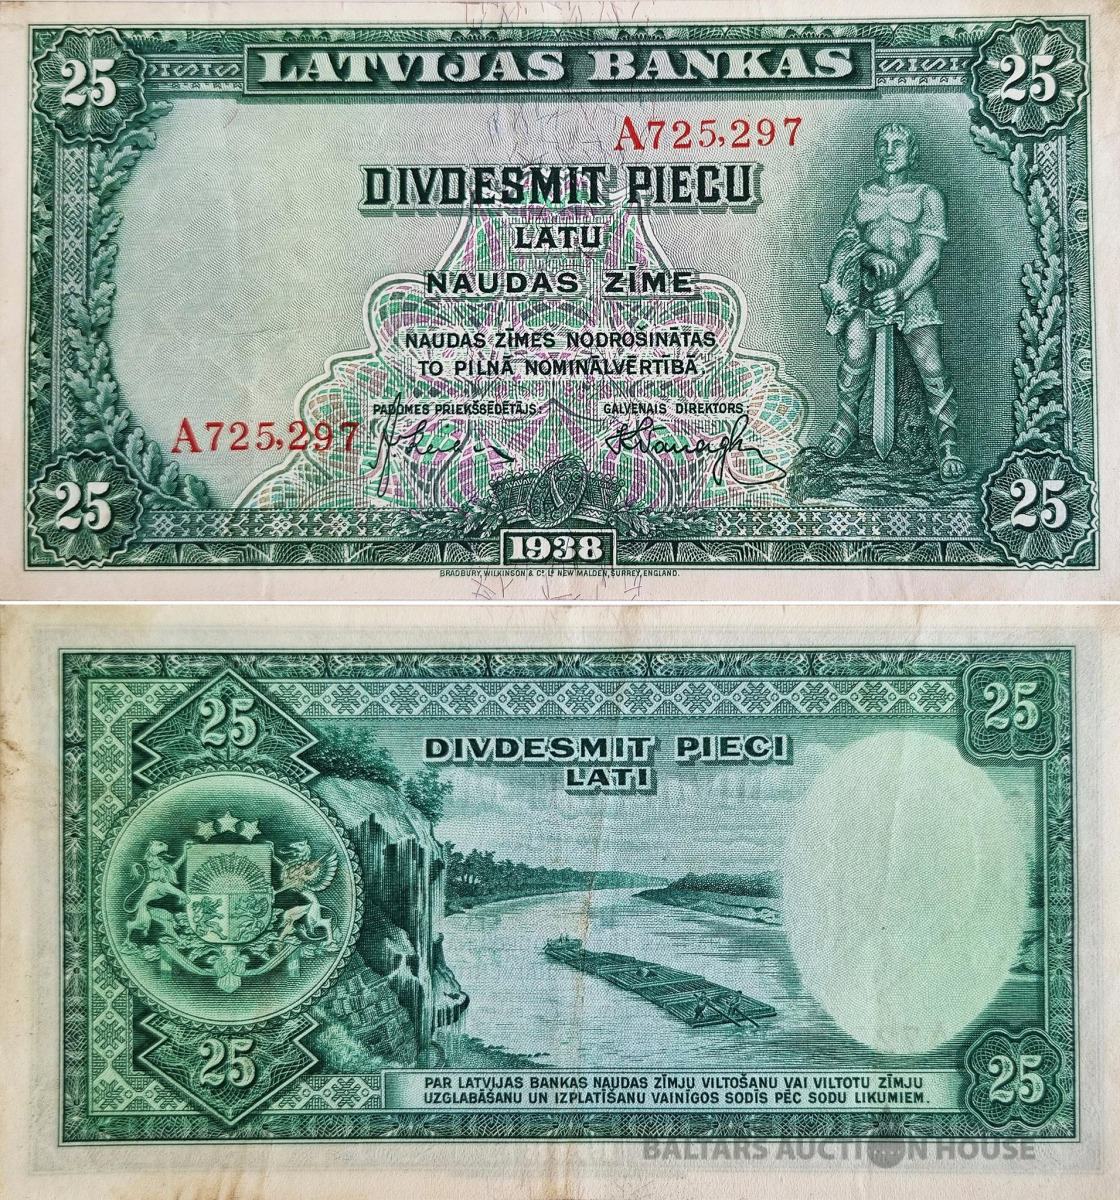 25 LATVIJAS BANKAS 25
A725,297
DIVDESMIT PIECU
LATU
NAUDAS ZĪME
NAUDAS ZĪMES NODROŠINĀTAS
TO PILNĀ NOMINĀLVĒRTĪBĀ.
PADOMES PRIEKŠSĒDĒTĀJS: GALVENAIS DIREKTORS,
A725,297
25 25
1938
BRADBURY, WILKINSON & Cº Lᴰ NEW MALDEN, SURREY, ENGLAND.
25 25
DIVDESMIT PIECI
LATI
25 25
PAR LATVIJAS BANKAS NAUDAS ZĪMJU VILTOŠANU VAI VILTOTU ZĪMJU
UZGLABĀŠANU UN IZPLATĪŠANU VAINĪGOS SODĪS PĒC SODU LIKUMIEM.
BALTARS AUCTION HOUSE